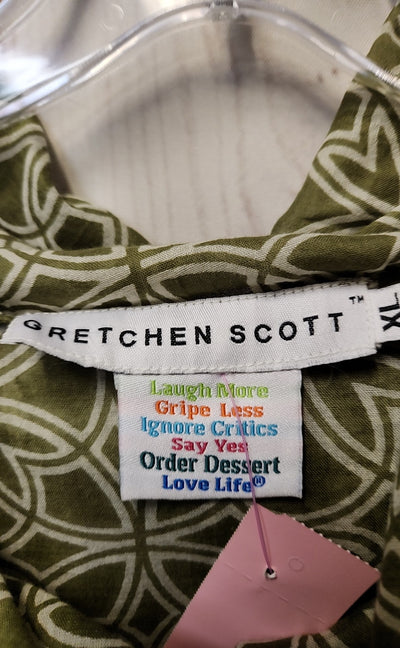 GRETCHEN SCOTT™
XL
Laugh More
Gripe Less
Ignore Critics
Say Yes
Order Dessert
Love Life®